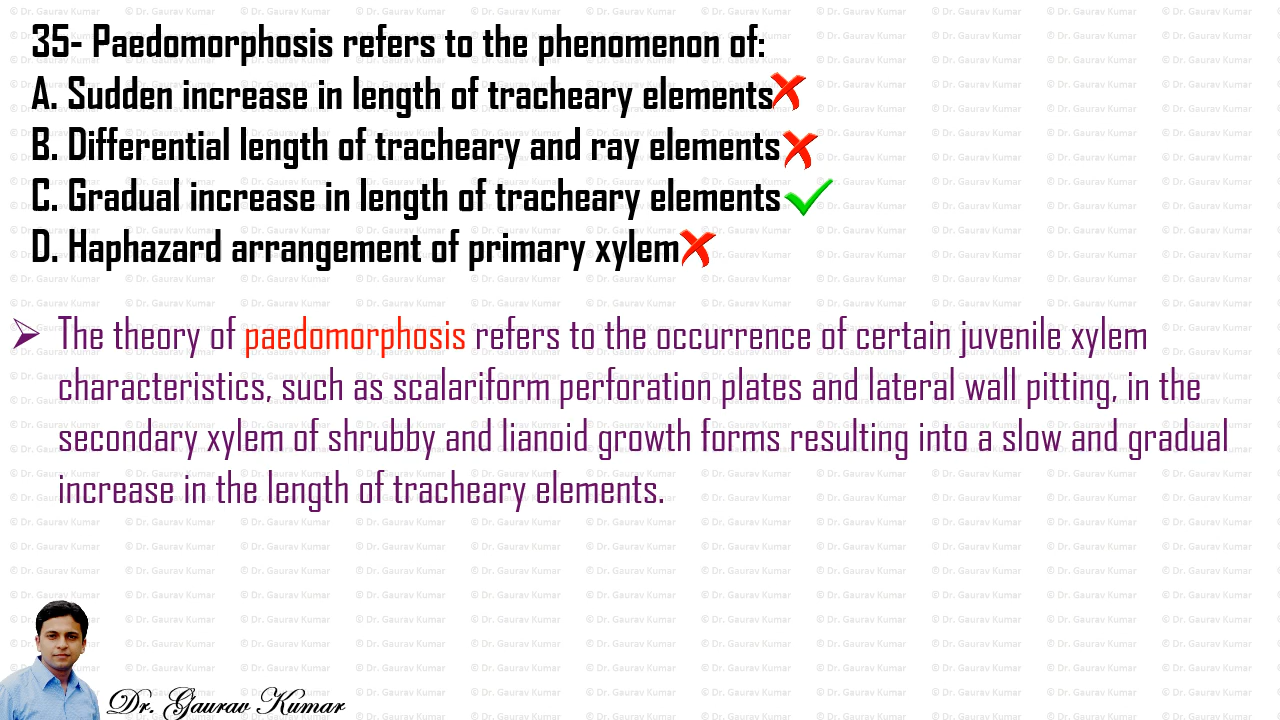 35- Paedomorphosis refers to the phenomenon of:
A. Sudden increase in length of tracheary elements
B. Differential length of tracheary and ray elements
C. Gradual increase in length of tracheary elements
D. Haphazard arrangement of primary xylem
The theory of paedomorphosis refers to the occurrence of certain juvenile xylem
characteristics, such as scalariform perforation plates and lateral wall pitting, in the
secondary xylem of shrubby and lianoid growth forms resulting into a slow and gradual
increase in the length of tracheary elements.
Dr. Gaurav Kumar
© Dr. Gaurav Kumar